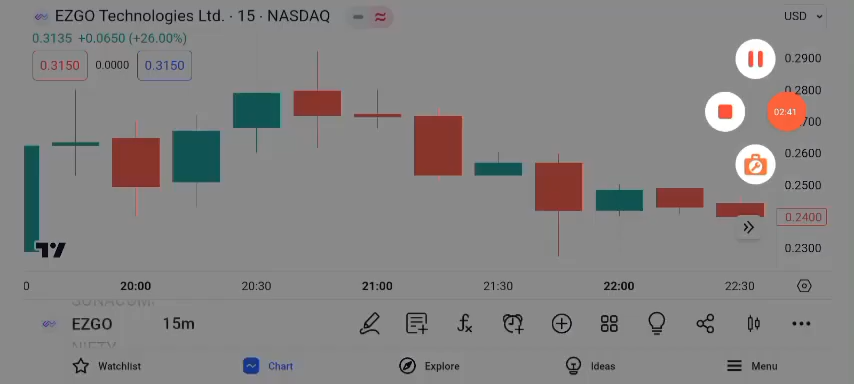 EZGO Technologies Ltd. · 15 · NASDAQ
USD
0.3135 +0.0650 (+26.00%)
0.3150 0.0000 0.3150
0.2900
0.2800
02:41
0.2600
0.2500
0.2400
0.2300
0 20:00 20:30 21:00 21:30 22:00 22:30
EZGO 15m
NIFTY
Watchlist Chart Explore Ideas Menu